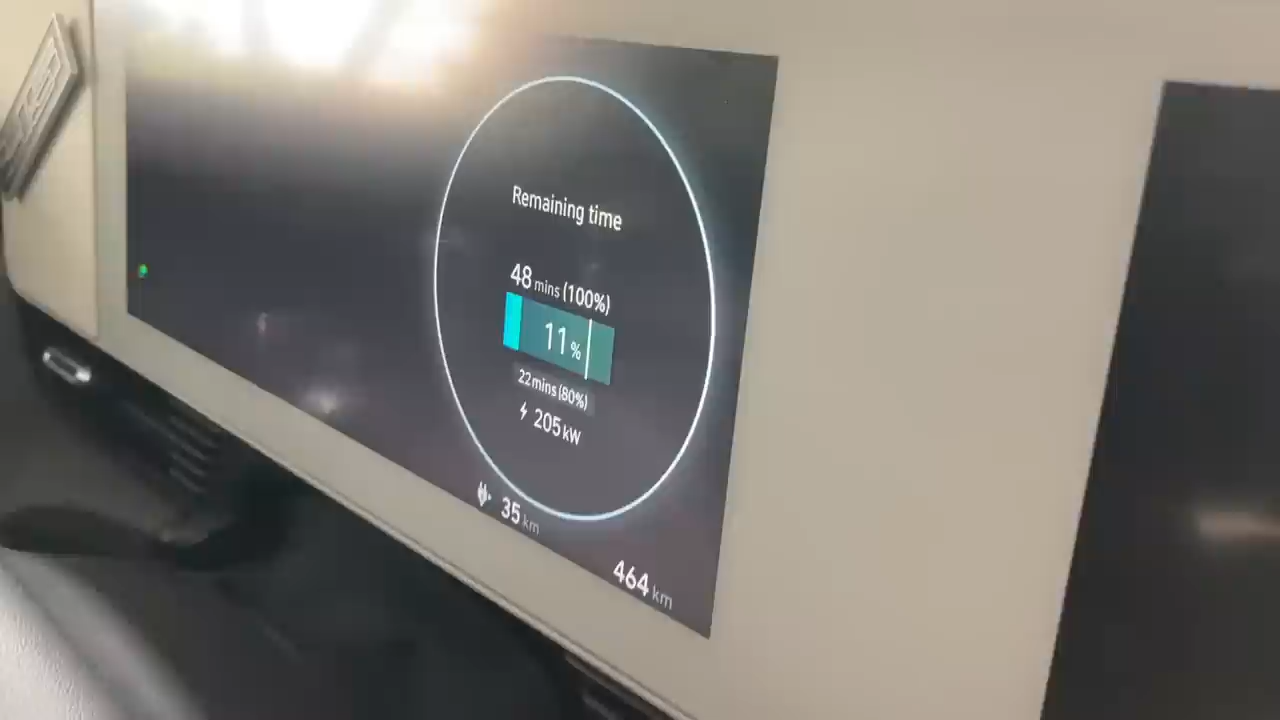 Remaining time
48 mins (100%)
11 %
22 mins (80%)
205 kW
35 km
464 km